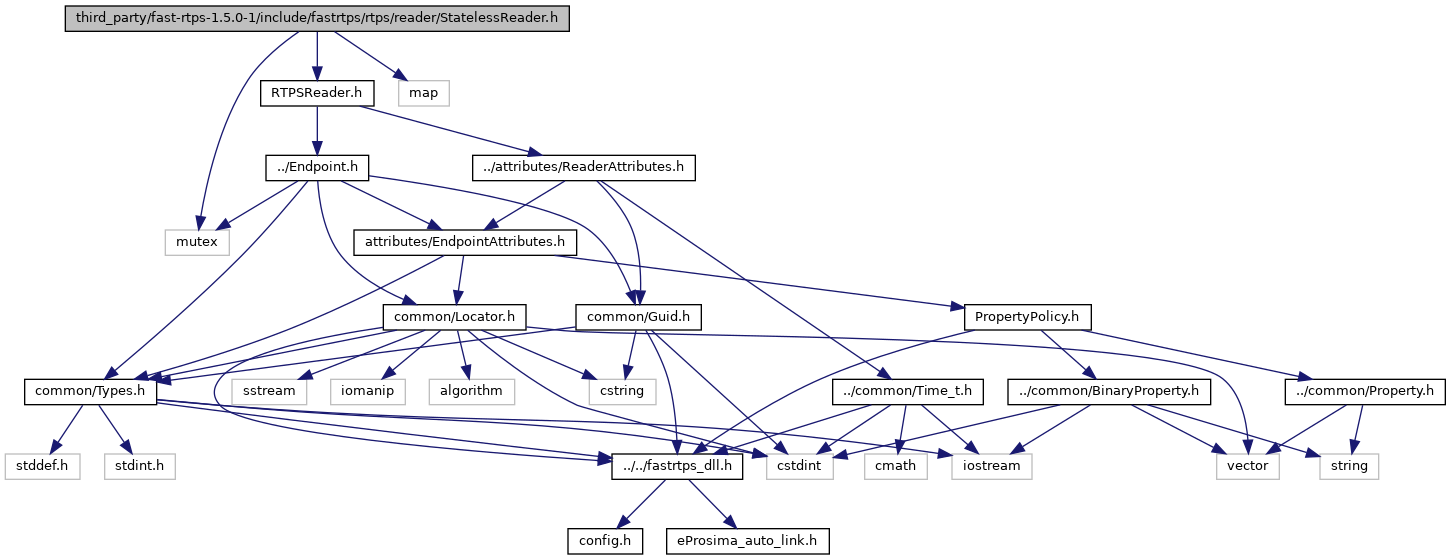 third_party/fast-rtps-1.5.0-1/include/fastrtps/rtps/reader/StatelessReader.h
RTPSReader.h
map
../Endpoint.h
../attributes/ReaderAttributes.h
mutex
attributes/EndpointAttributes.h
common/Locator.h
common/Guid.h
PropertyPolicy.h
common/Types.h
sstream
iomanip
algorithm
cstring
../common/Time_t.h
../common/BinaryProperty.h
../common/Property.h
stddef.h
stdint.h
../../fastrtps_dll.h
cstdint
cmath
iostream
vector
string
config.h
eProsima_auto_link.h